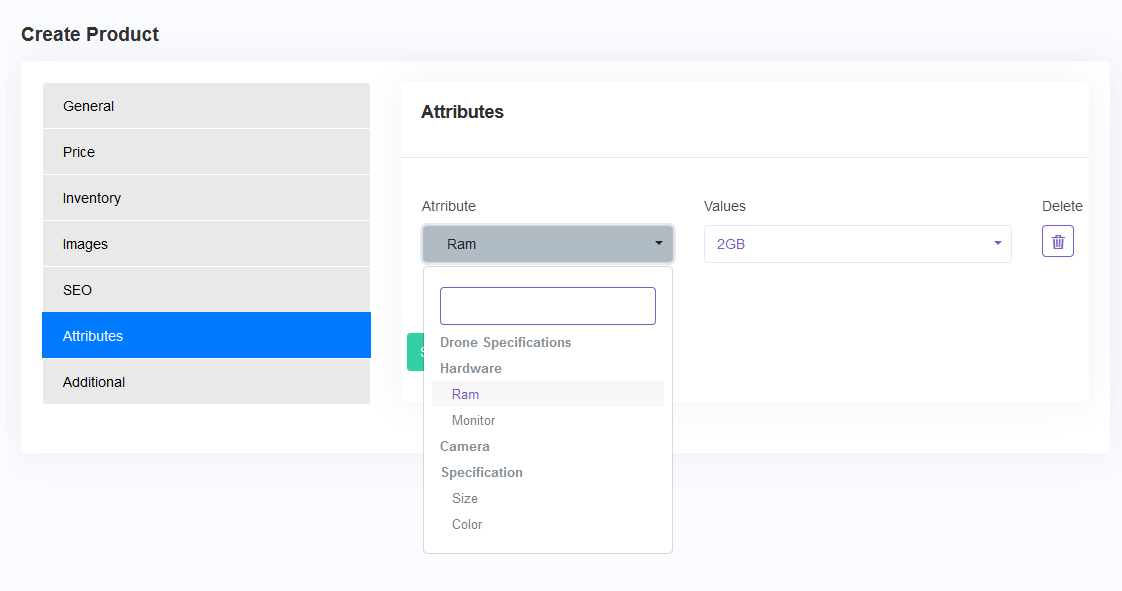 Create Product
General
Price
Inventory
Images
SEO
Attributes
Additional
Attributes
Atrribute
Values
Delete
Ram
2GB
Drone Specifications
Hardware
Ram
Monitor
Camera
Specification
Size
Color